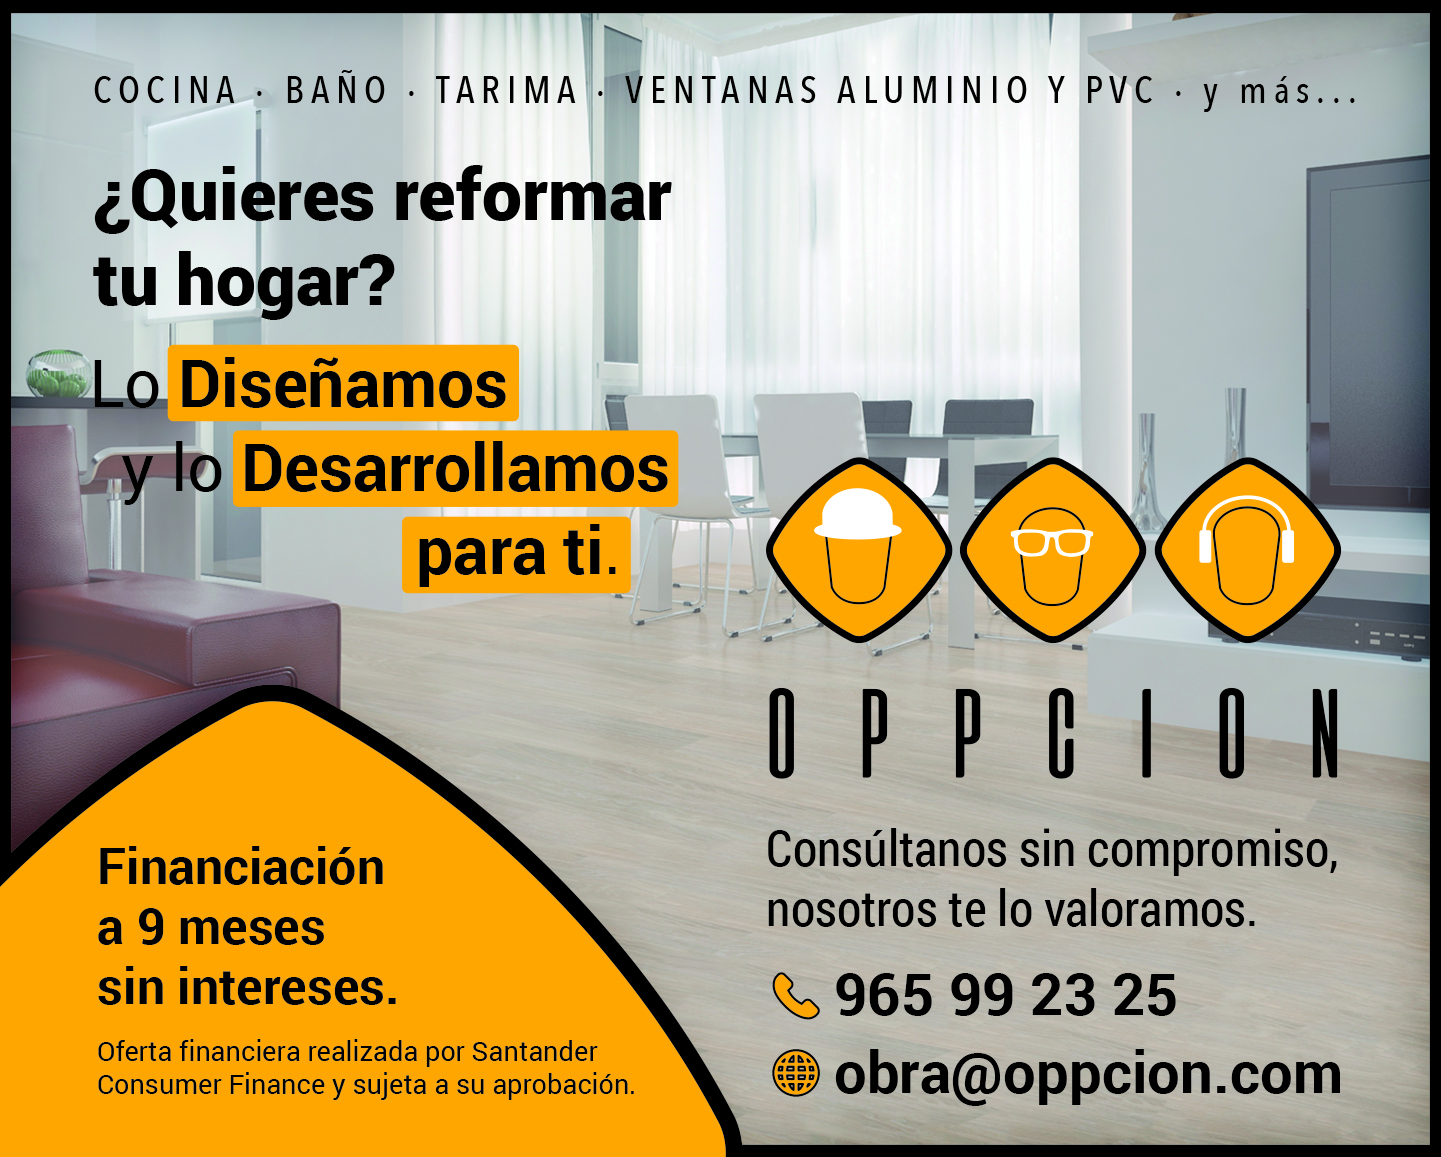 COCINA · BAÑO · TARIMA · VENTANAS ALUMINIO Y PVC · y más...
¿Quieres reformar
tu hogar?
Lo Diseñamos
y lo Desarrollamos
para ti.
OPPCION
Financiación
a 9 meses
sin intereses.
Oferta financiera realizada por Santander
Consumer Finance y sujeta a su aprobación.
Consúltanos sin compromiso,
nosotros te lo valoramos.
965 99 23 25
obra@oppcion.com